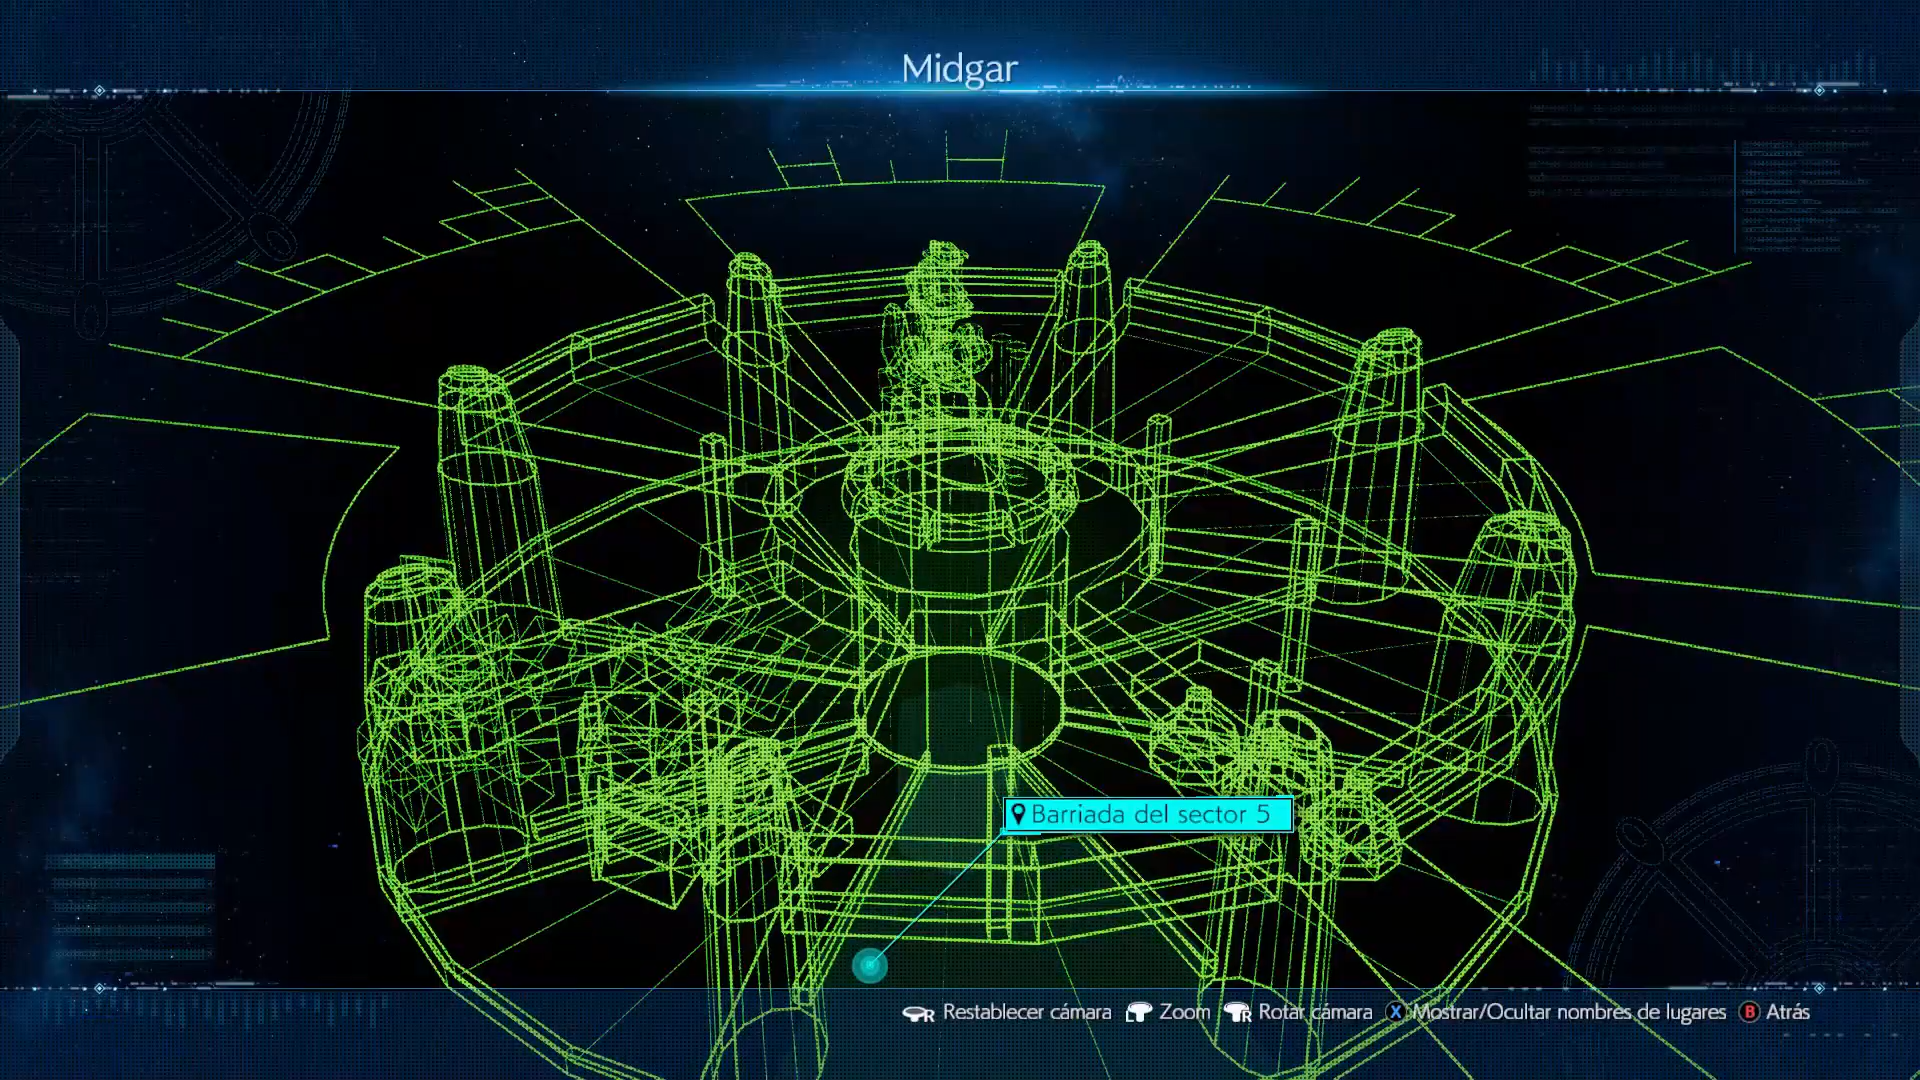 Midgar
Barriada del sector 5
R Restablecer cámara L Zoom R Rotar cámara X Mostrar/Ocultar nombres de lugares B Atrás